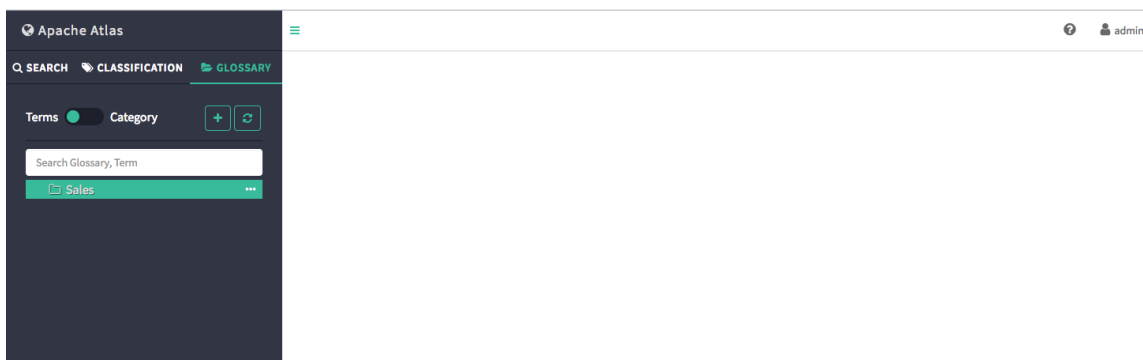 Apache Atlas
admin
SEARCH CLASSIFICATION GLOSSARY
Terms Category
Search Glossary, Term
Sales